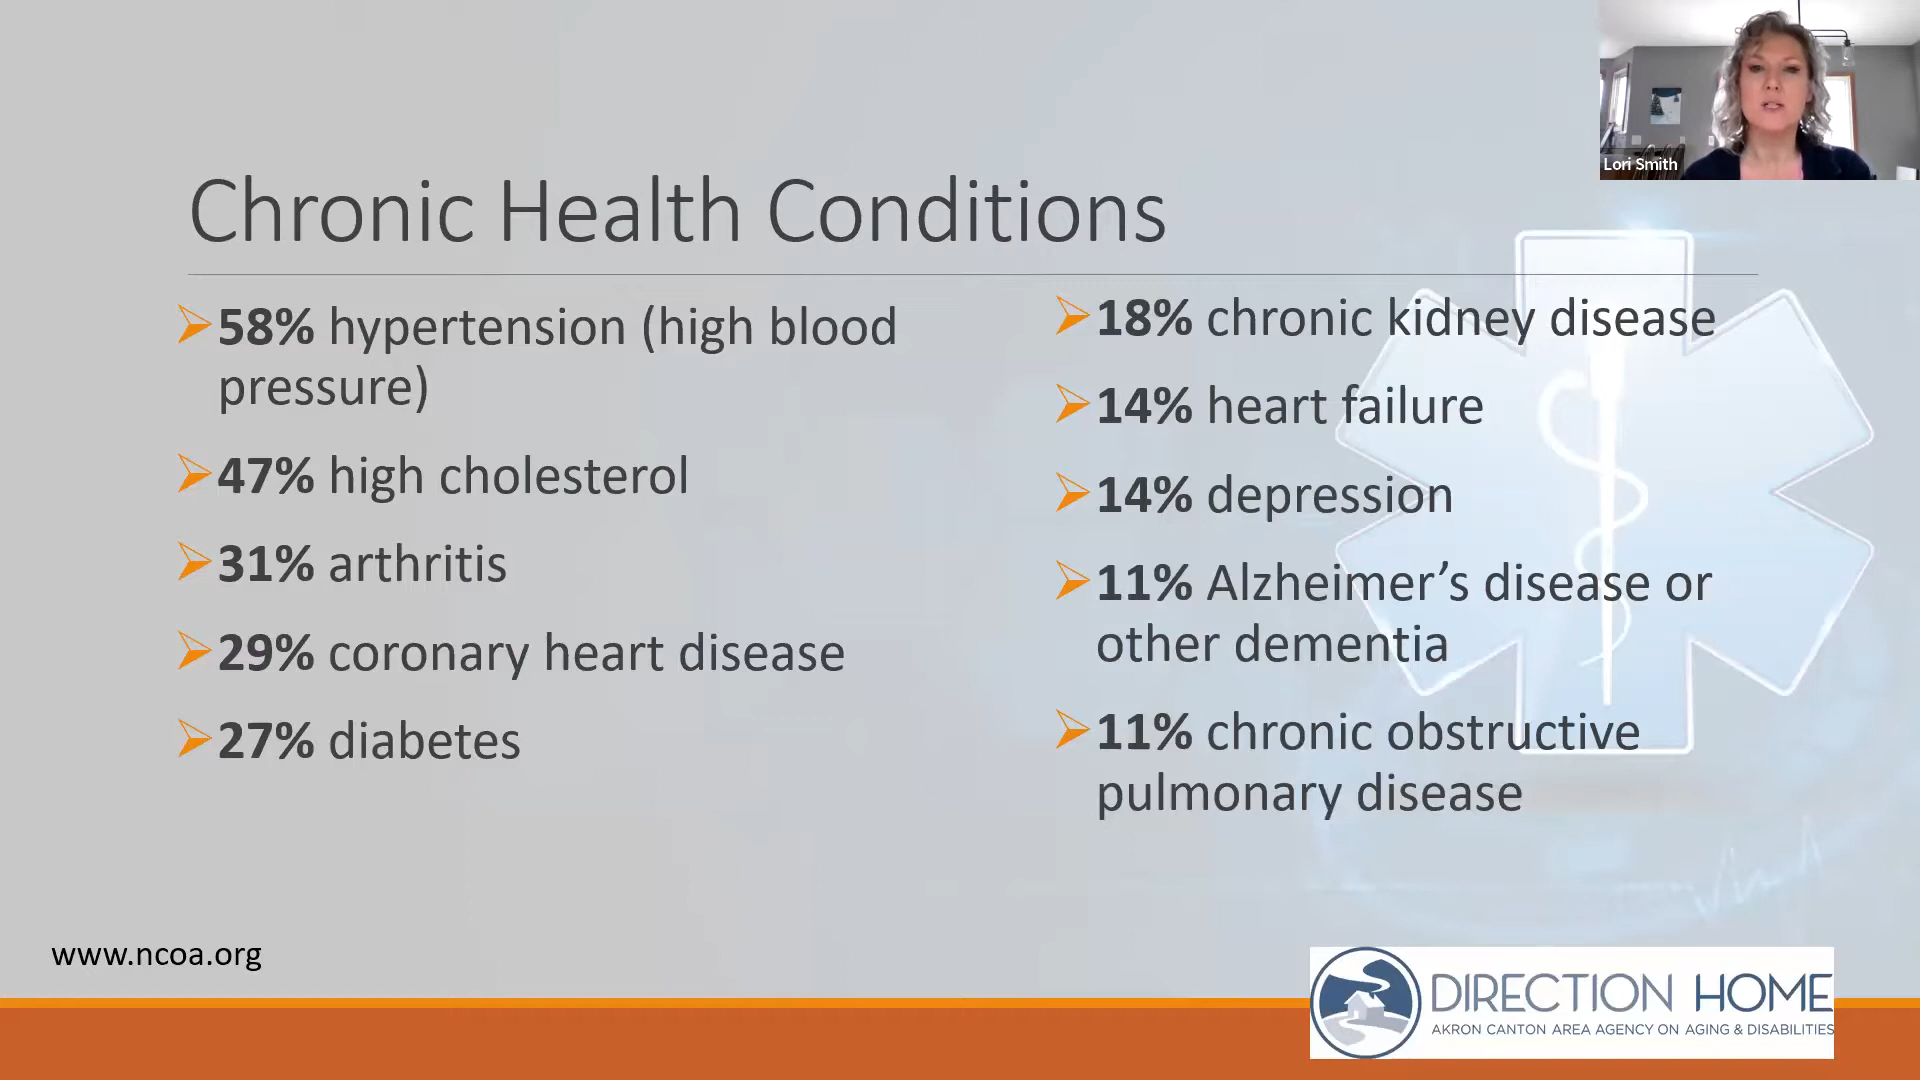 Lori Smith
Chronic Health Conditions
58% hypertension (high blood
pressure)
47% high cholesterol
31% arthritis
29% coronary heart disease
27% diabetes
18% chronic kidney disease
14% heart failure
14% depression
11% Alzheimer’s disease or
other dementia
11% chronic obstructive
pulmonary disease
www.ncoa.org
DIRECTION HOME
AKRON CANTON AREA AGENCY ON AGING & DISABILITIES